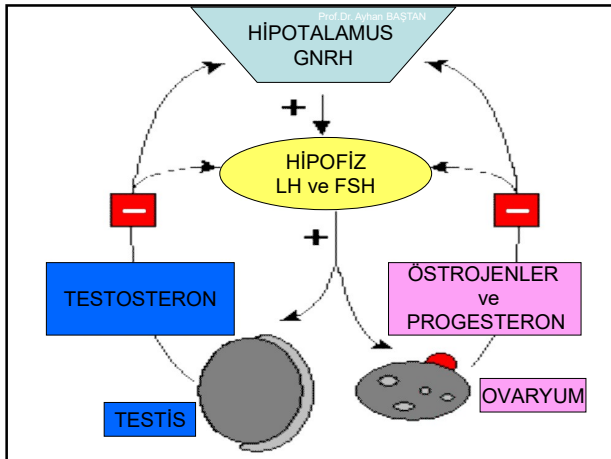 Prof.Dr. Ayhan BAŞTAN
HİPOTALAMUS
GNRH
+
HİPOFİZ
LH ve FSH
−
−
+
TESTOSTERON
ÖSTROJENLER
ve
PROGESTERON
TESTİS
OVARYUM